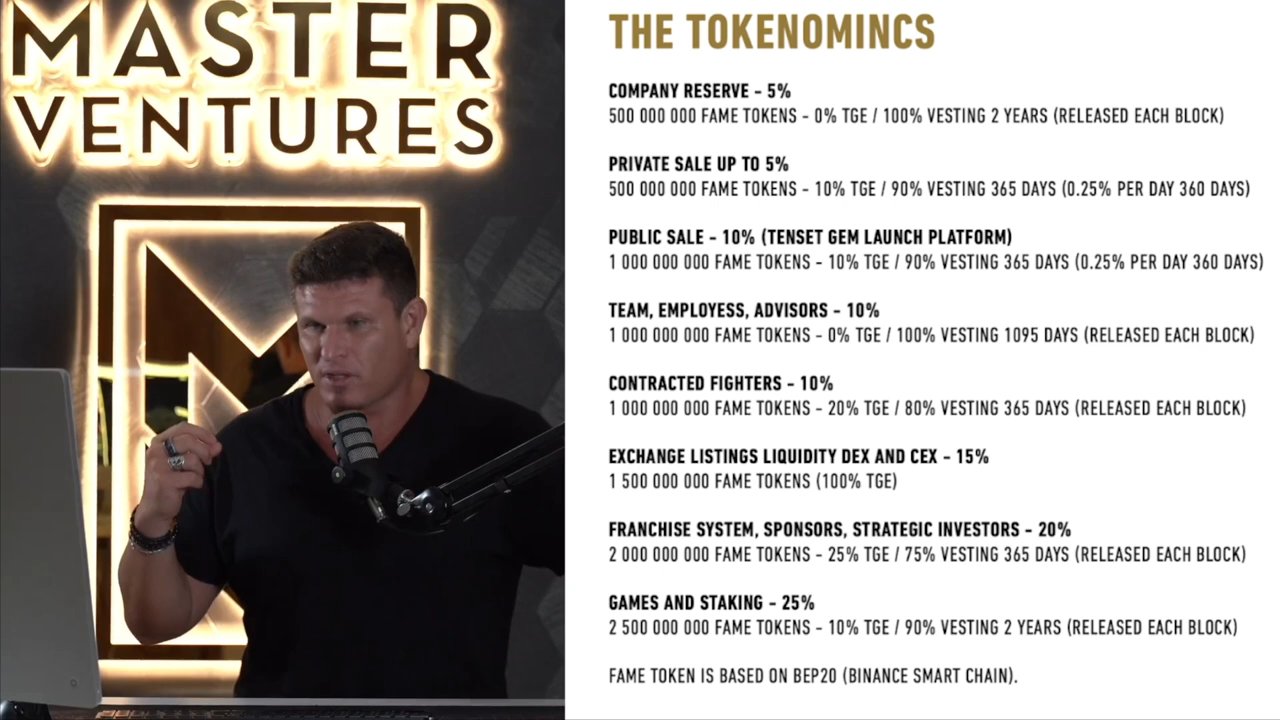 MASTER
VENTURES
THE TOKENOMINCS
COMPANY RESERVE - 5%
500 000 000 FAME TOKENS - 0% TGE / 100% VESTING 2 YEARS (RELEASED EACH BLOCK)
PRIVATE SALE UP TO 5%
500 000 000 FAME TOKENS - 10% TGE / 90% VESTING 365 DAYS (0.25% PER DAY 360 DAYS)
PUBLIC SALE - 10% (TENSET GEM LAUNCH PLATFORM)
1 000 000 000 FAME TOKENS - 10% TGE / 90% VESTING 365 DAYS (0.25% PER DAY 360 DAYS)
TEAM, EMPLOYESS, ADVISORS - 10%
1 000 000 000 FAME TOKENS - 0% TGE / 100% VESTING 1095 DAYS (RELEASED EACH BLOCK)
CONTRACTED FIGHTERS - 10%
1 000 000 000 FAME TOKENS - 20% TGE / 80% VESTING 365 DAYS (RELEASED EACH BLOCK)
EXCHANGE LISTINGS LIQUIDITY DEX AND CEX - 15%
1 500 000 000 FAME TOKENS (100% TGE)
FRANCHISE SYSTEM, SPONSORS, STRATEGIC INVESTORS - 20%
2 000 000 000 FAME TOKENS - 25% TGE / 75% VESTING 365 DAYS (RELEASED EACH BLOCK)
GAMES AND STAKING - 25%
2 500 000 000 FAME TOKENS - 10% TGE / 90% VESTING 2 YEARS (RELEASED EACH BLOCK)
FAME TOKEN IS BASED ON BEP20 (BINANCE SMART CHAIN).